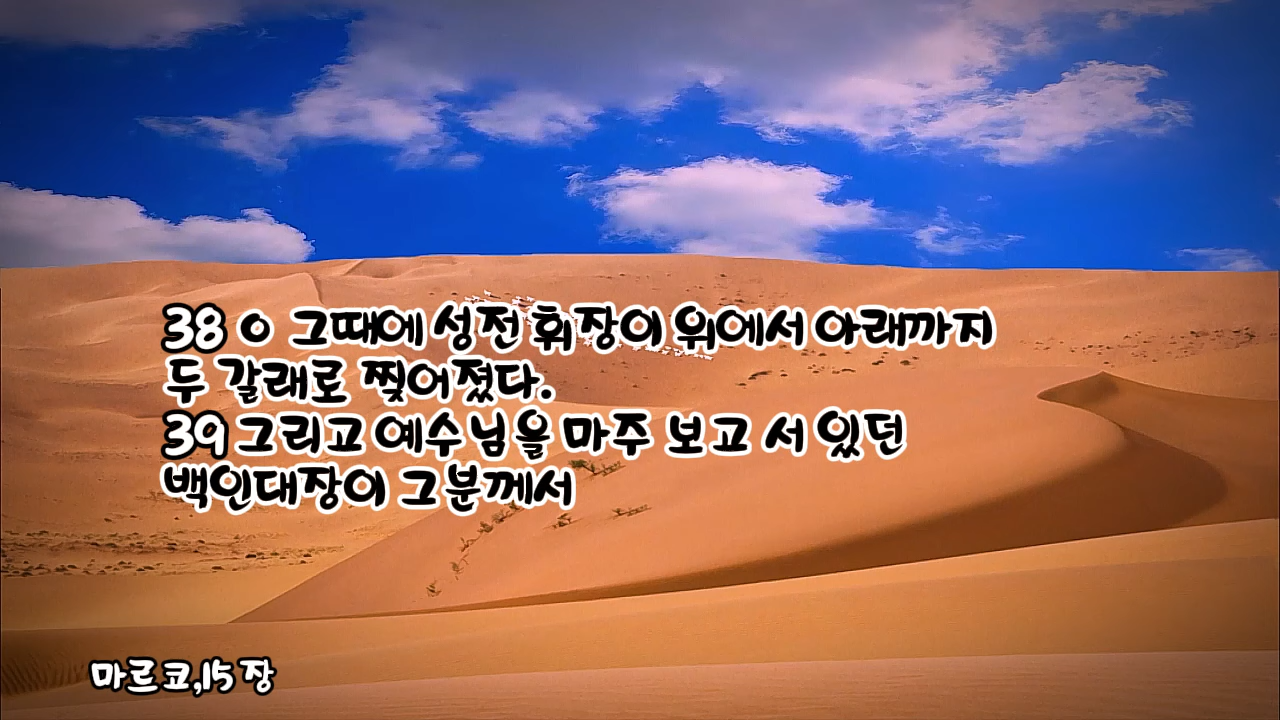 38 ㅇ 그때에 성전 휘장이 위에서 아래까지
두 갈래로 찢어졌다.
39 그리고 예수님을 마주 보고 서 있던
백인대장이 그분께서
마르코,15장